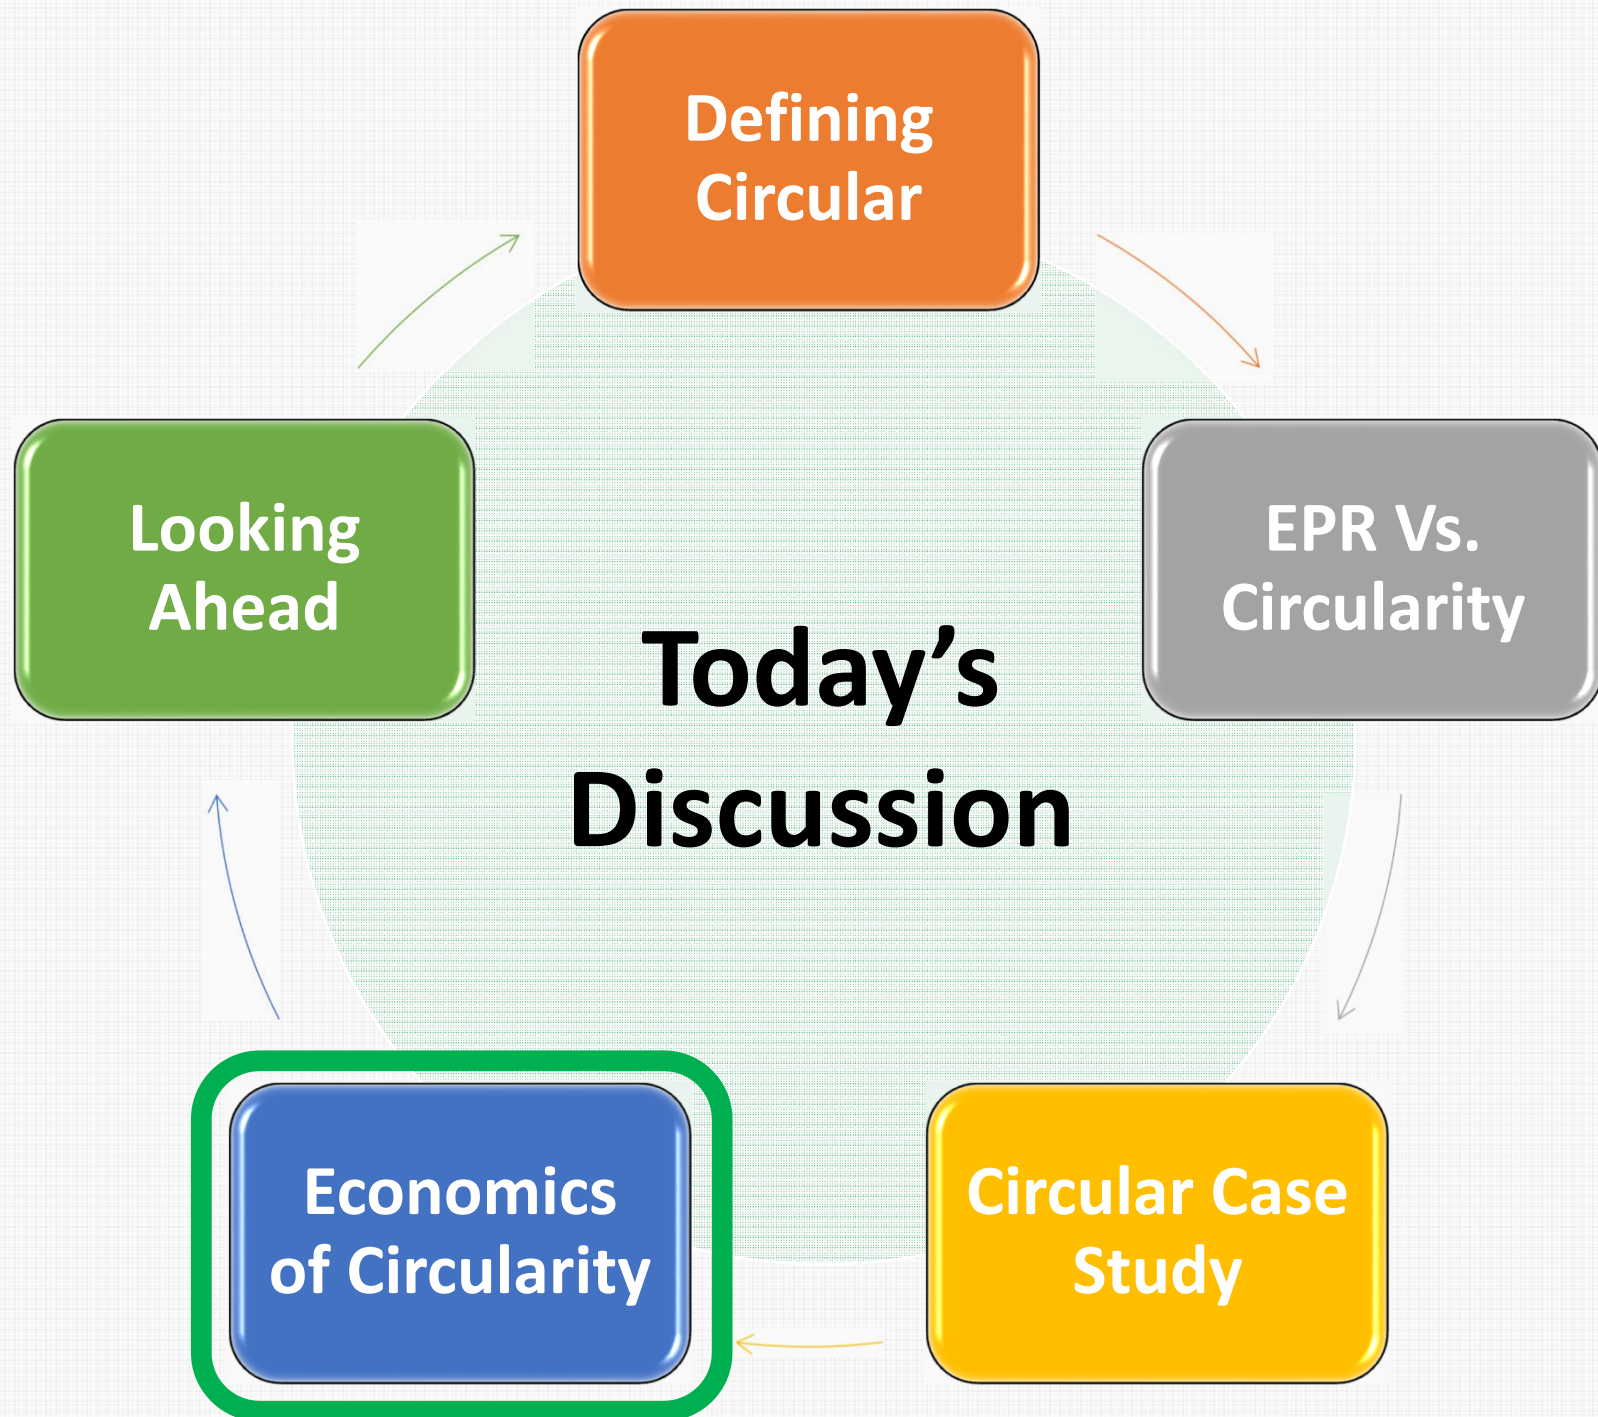 Defining
Circular
EPR Vs.
Circularity
Circular Case
Study
Economics
of Circularity
Looking
Ahead
Today’s
Discussion